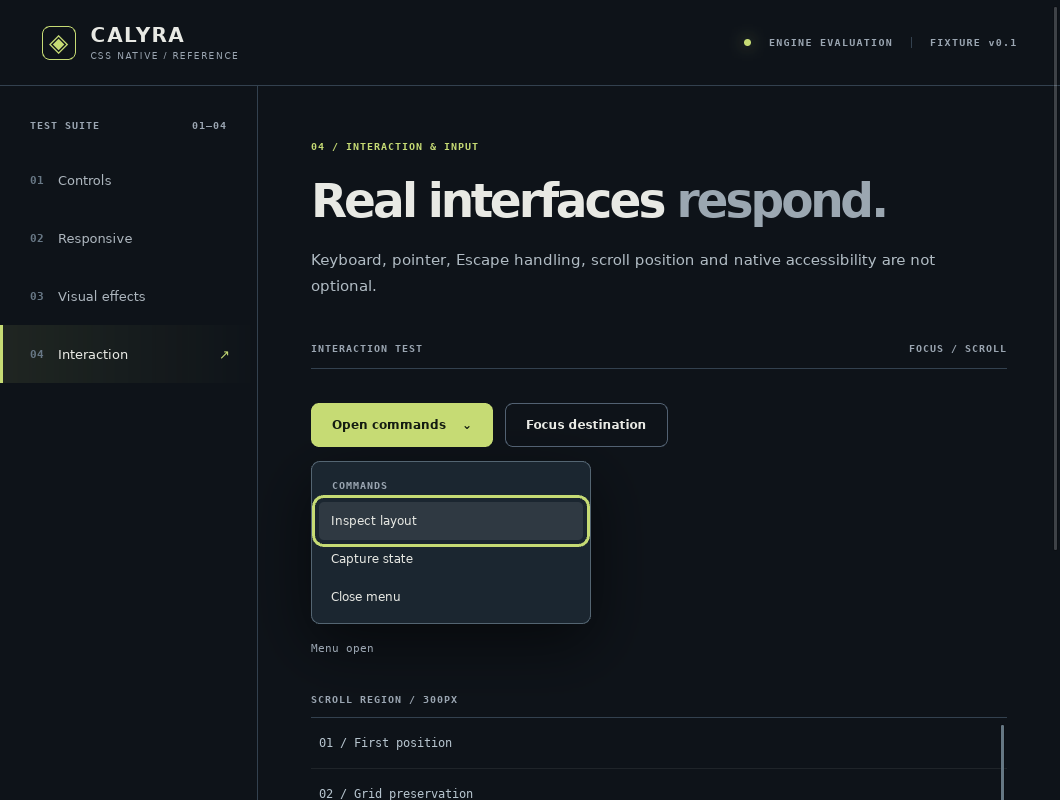 CALYRA
CSS NATIVE / REFERENCE
ENGINE EVALUATION
FIXTURE v0.1
TEST SUITE
01—04
01 Controls
02 Responsive
03 Visual effects
04 Interaction ↗
04 / INTERACTION & INPUT
Real interfaces respond.
Keyboard, pointer, Escape handling, scroll position and native accessibility are not
optional.
INTERACTION TEST
FOCUS / SCROLL
Open commands ⌄
Focus destination
COMMANDS
Inspect layout
Capture state
Close menu
Menu open
SCROLL REGION / 300PX
01 / First position
02 / Grid preservation